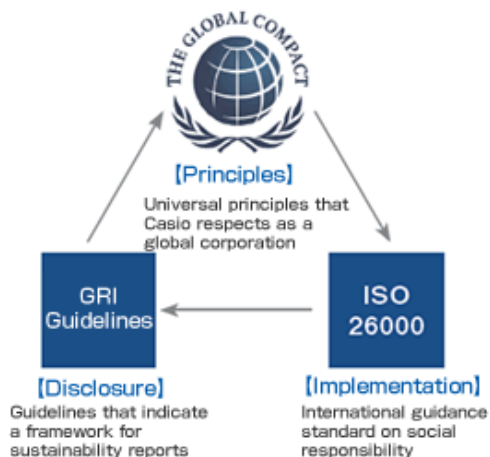 THE GLOBAL COMPACT
【Principles】
Universal principles that
Casio respects as a
global corporation
GRI
Guidelines
ISO
26000
【Disclosure】
Guidelines that indicate
a framework for
sustainability reports
【Implementation】
International guidance
standard on social
responsibility